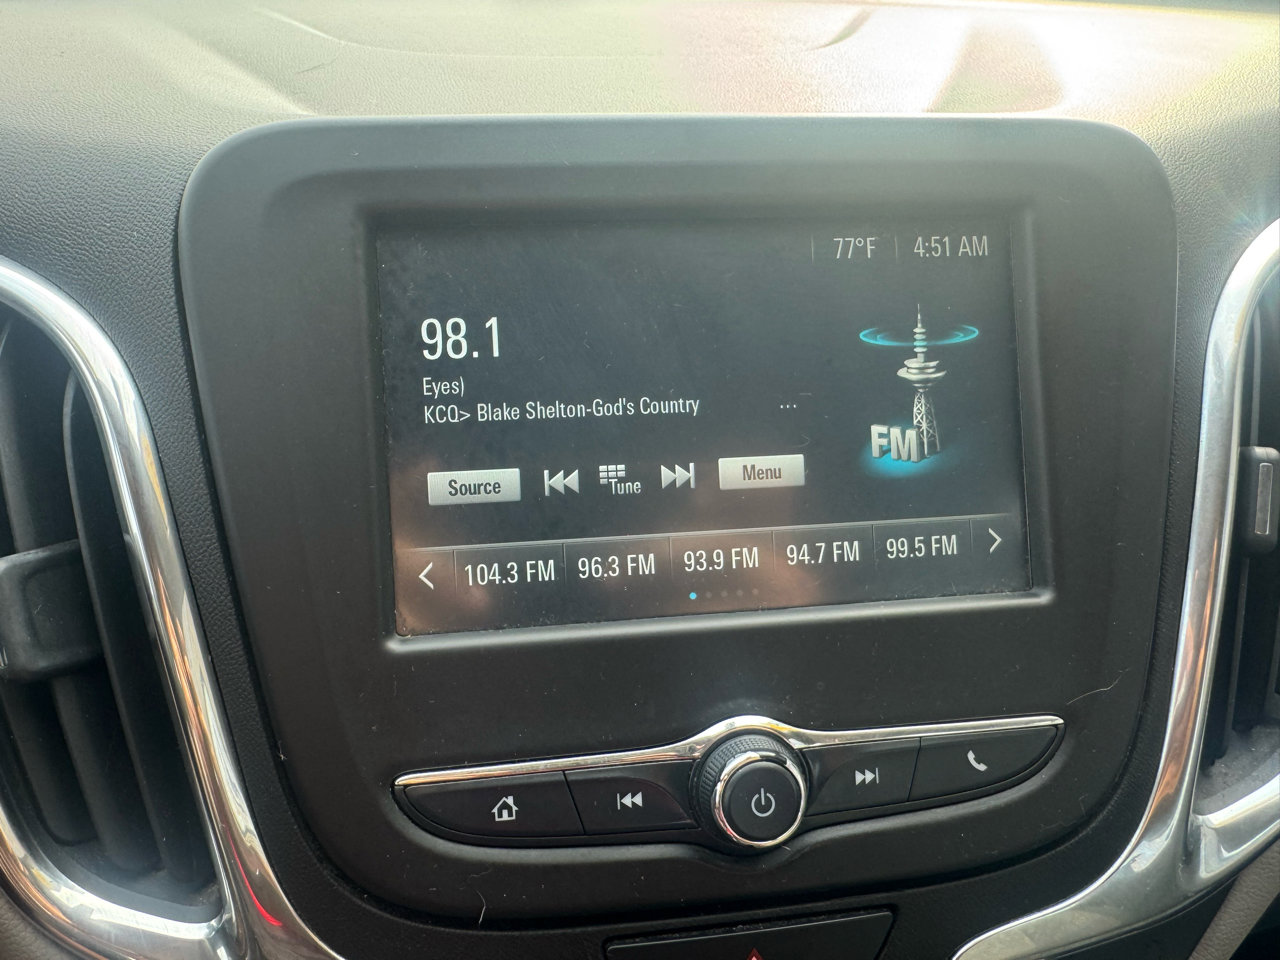 77°F 4:51 AM
98.1
Eyes)
KCQ> Blake Shelton-God's Country ...
FM
Source Tune Menu
104.3 FM 96.3 FM 93.9 FM 94.7 FM 99.5 FM